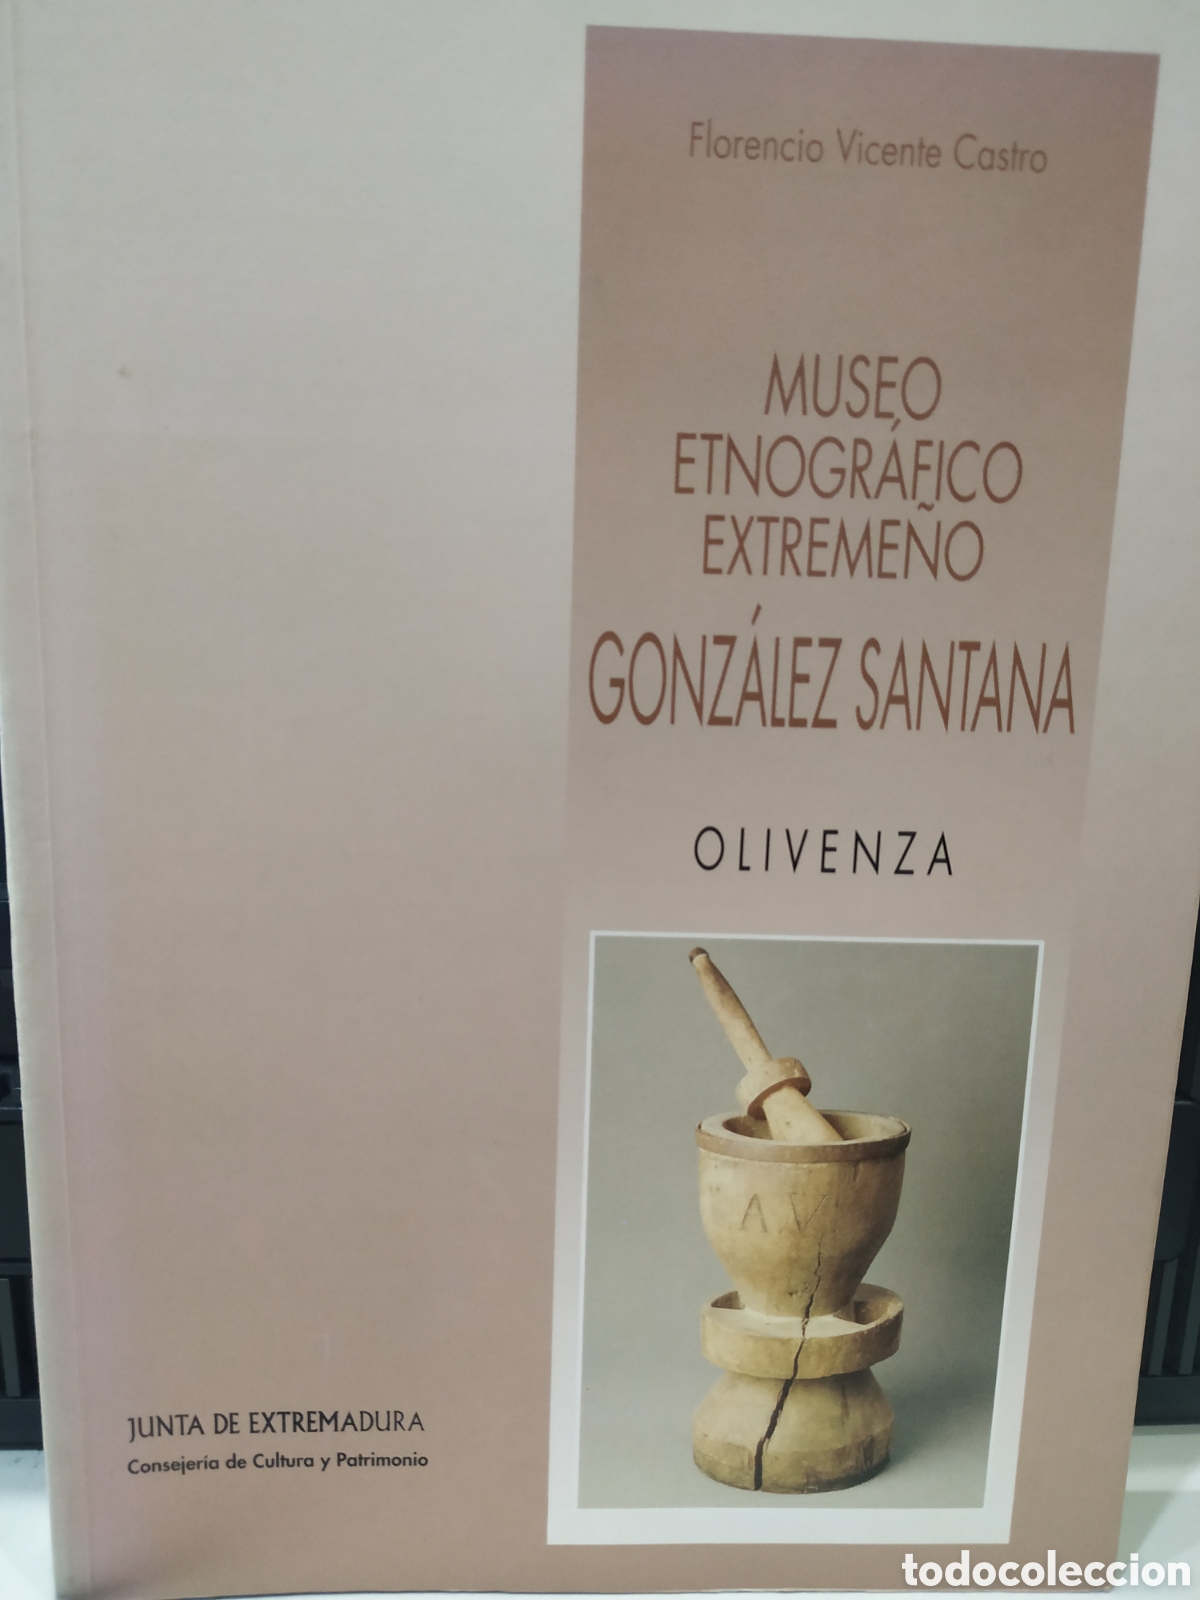 Florencio Vicente Castro
MUSEO
ETNOGRÁFICO
EXTREMEÑO
GONZÁLEZ SANTANA
OLIVENZA
AV
JUNTA DE EXTREMADURA
Consejería de Cultura y Patrimonio
todocoleccion